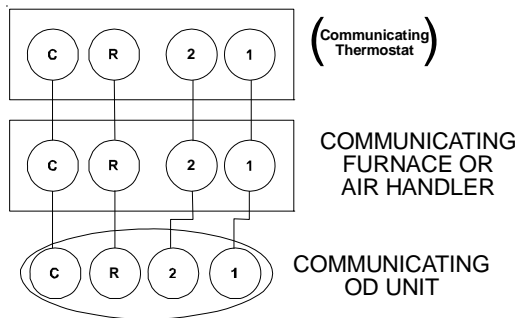 C R 2 1
(Communicating
Thermostat)
C R 2 1
COMMUNICATING
FURNACE OR
AIR HANDLER
C R 2 1
COMMUNICATING
OD UNIT